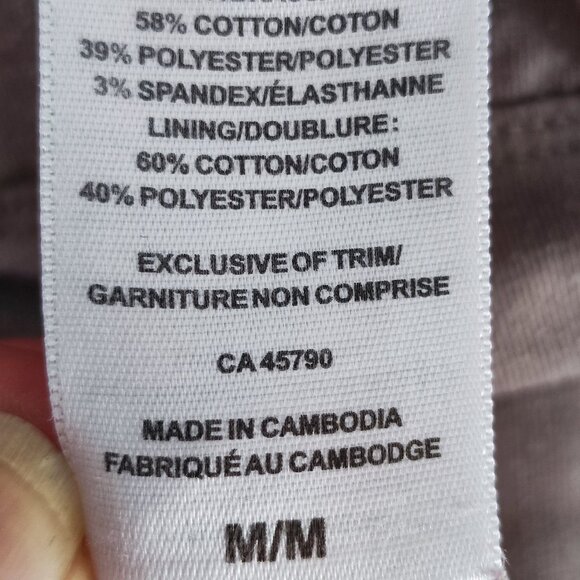 58% COTTON/COTON
39% POLYESTER/POLYESTER
3% SPANDEX/ÉLASTHANNE
LINING/DOUBLURE:
60% COTTON/COTON
40% POLYESTER/POLYESTER
EXCLUSIVE OF TRIM/
GARNITURE NON COMPRISE
CA 45790
MADE IN CAMBODIA
FABRIQUÉ AU CAMBODGE
M/M